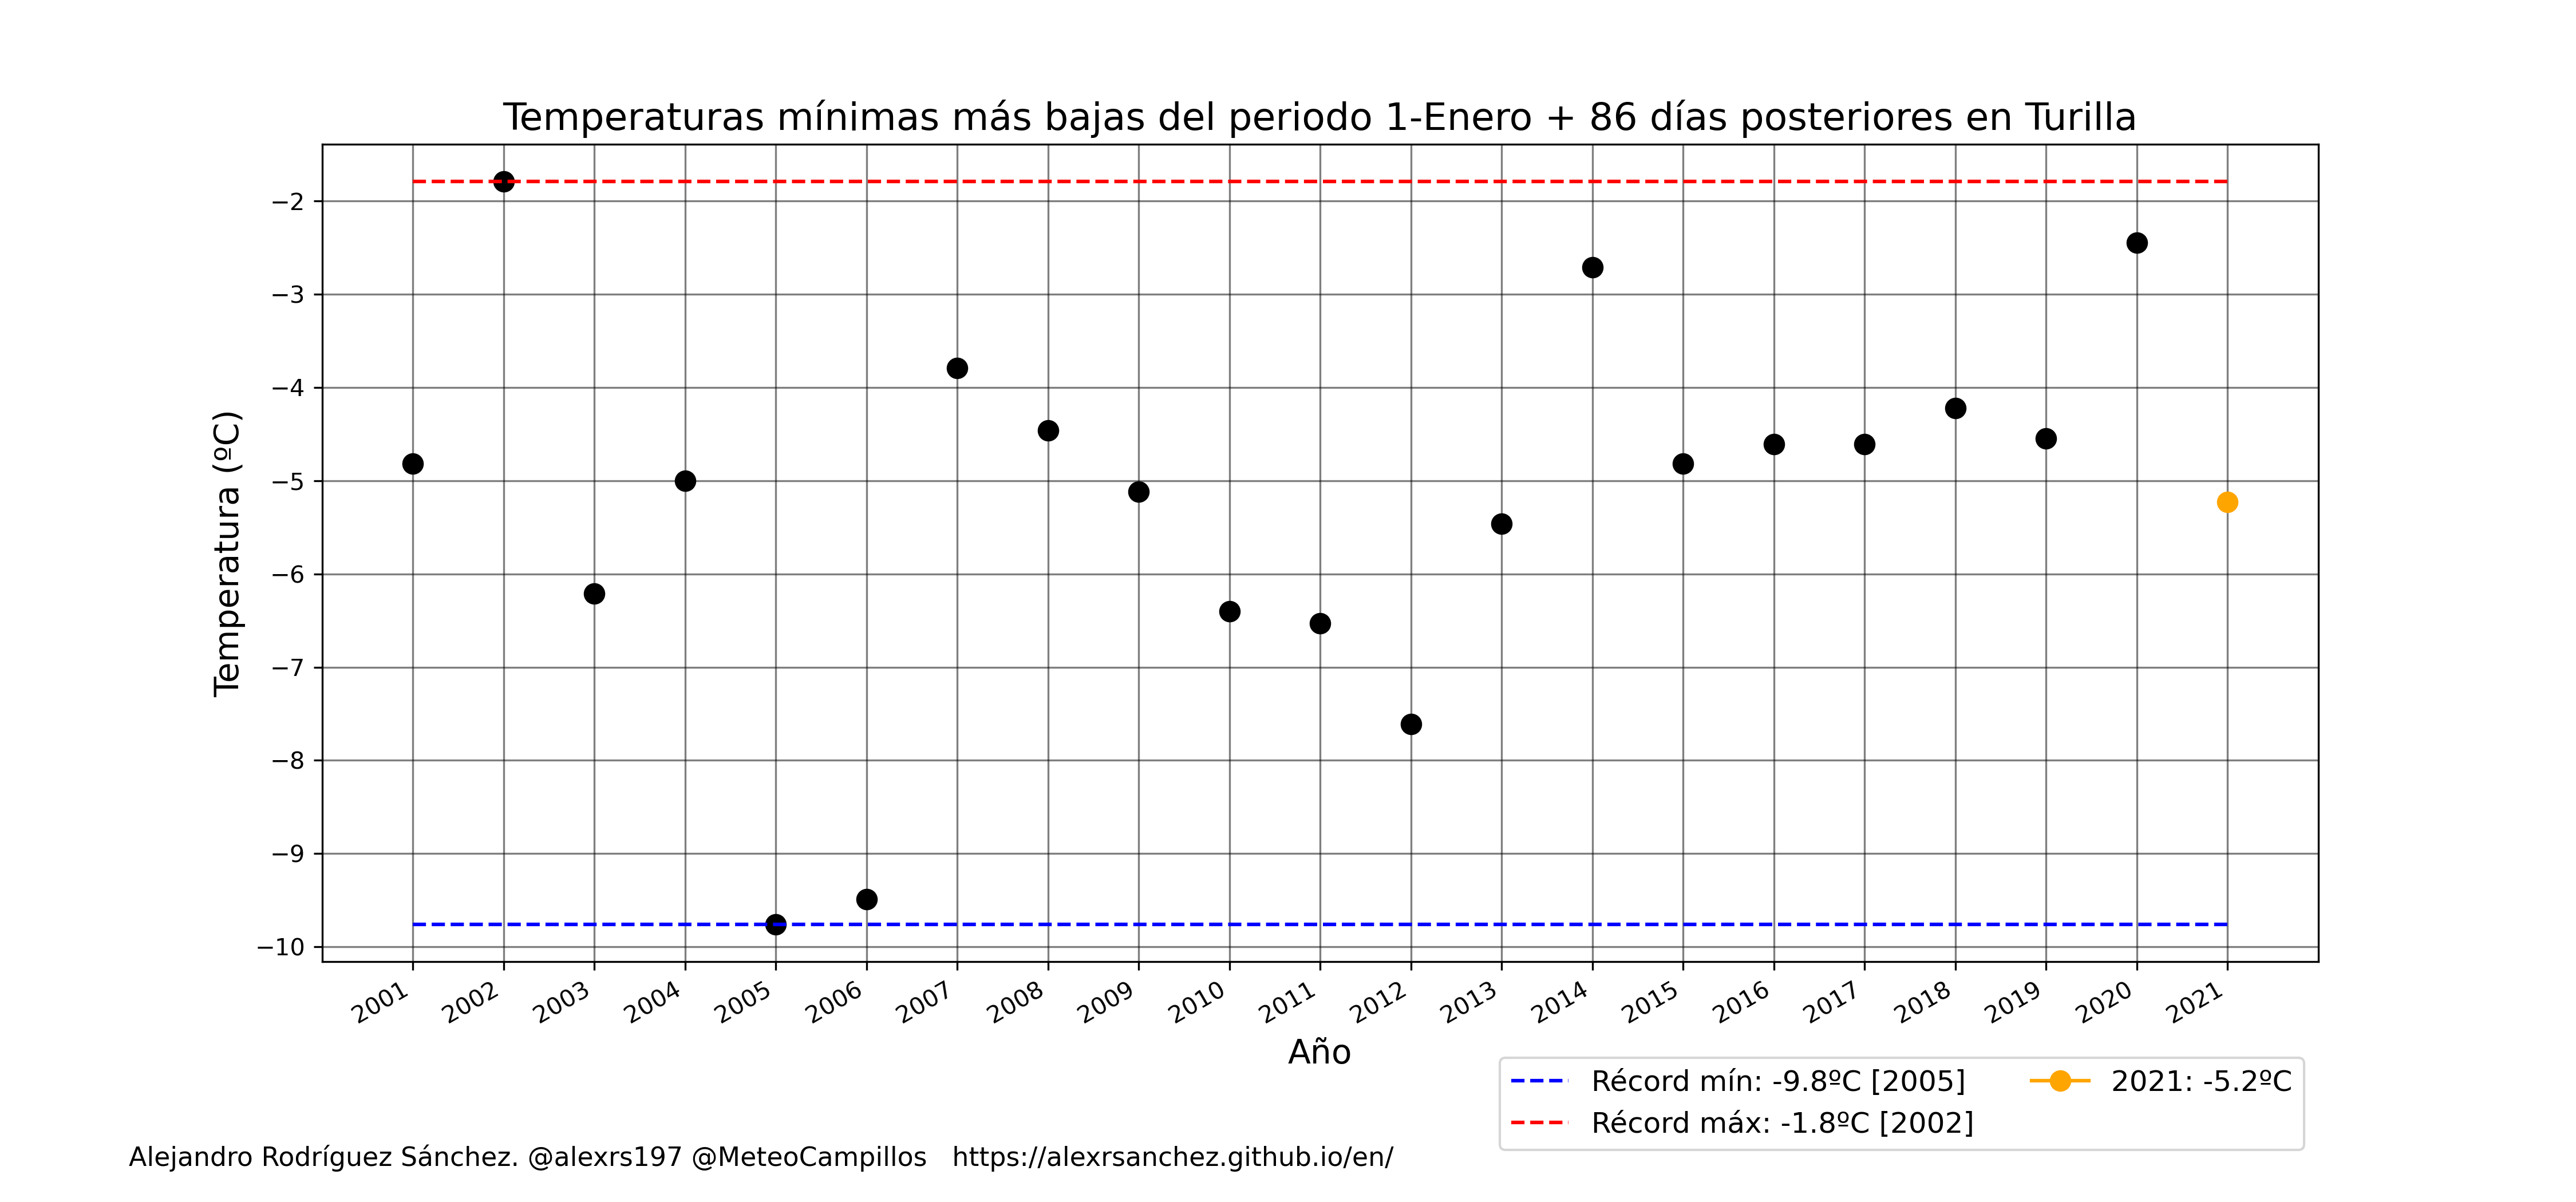 Temperaturas mínimas más bajas del periodo 1-Enero + 86 días posteriores en Turilla
Temperatura (ºC)
−2
−3
−4
−5
−6
−7
−8
−9
−10
2001 2002 2003 2004 2005 2006 2007 2008 2009 2010 2011 2012 2013 2014 2015 2016 2017 2018 2019 2020 2021
Año
Récord mín: -9.8ºC [2005]
Récord máx: -1.8ºC [2002]
2021: -5.2ºC
Alejandro Rodríguez Sánchez. @alexrs197 @MeteoCampillos https://alexrsanchez.github.io/en/